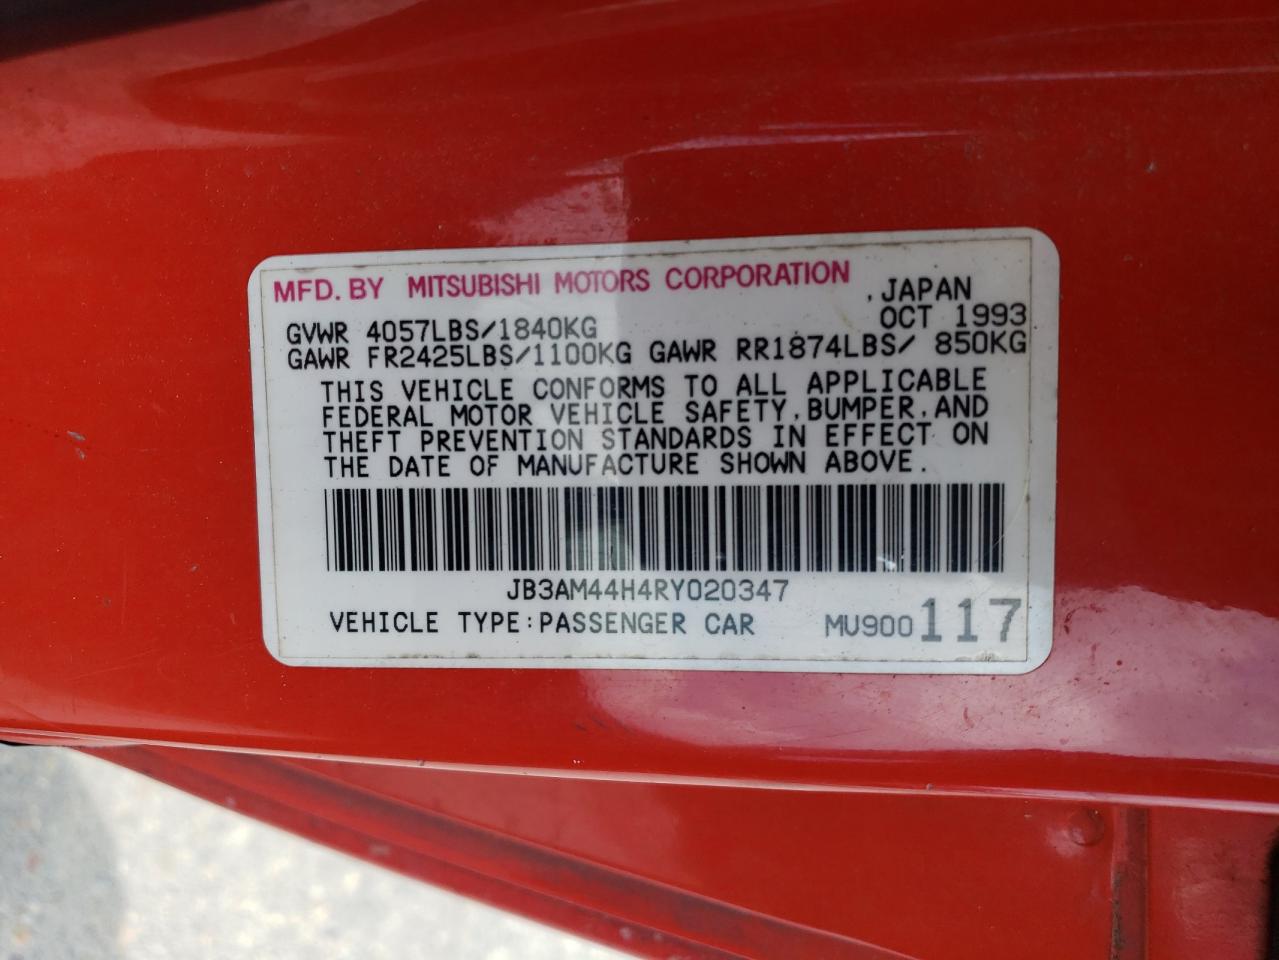 MFD. BY MITSUBISHI MOTORS CORPORATION , JAPAN
GVWR 4057LBS/1840KG OCT 1993
GAWR FR2425LBS/1100KG GAWR RR1874LBS/ 850KG
THIS VEHICLE CONFORMS TO ALL APPLICABLE
FEDERAL MOTOR VEHICLE SAFETY, BUMPER, AND
THEFT PREVENTION STANDARDS IN EFFECT ON
THE DATE OF MANUFACTURE SHOWN ABOVE.
JB3AM44H4RY020347
VEHICLE TYPE:PASSENGER CAR MU900117